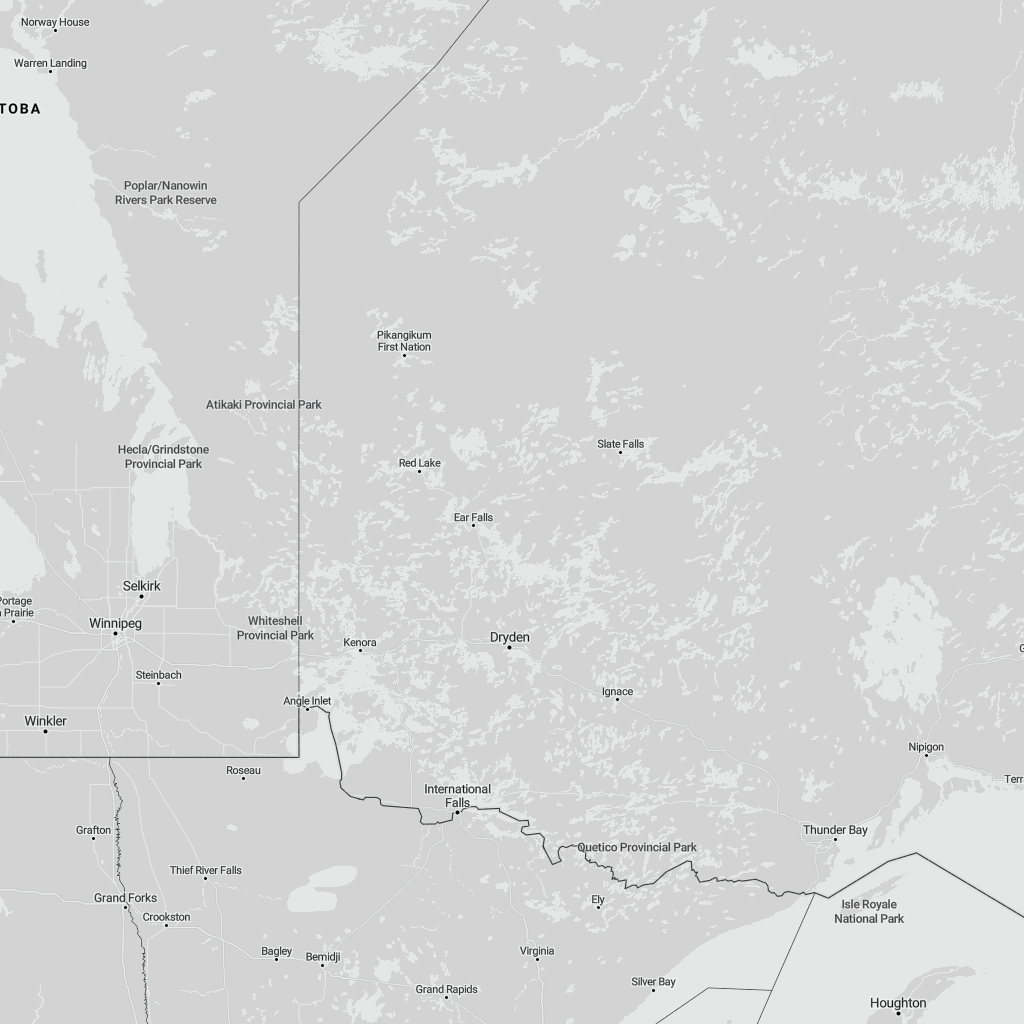 Norway House
Warren Landing
TOBA
Poplar/Nanowin
Rivers Park Reserve
Pikangikum
First Nation
Atikaki Provincial Park
Hecla/Grindstone
Provincial Park
Red Lake
Slate Falls
Ear Falls
Selkirk
Portage
Prairie
Winnipeg
Whiteshell
Provincial Park
Kenora
Dryden
Steinbach
Ignace
Angle Inlet
Winkler
Nipigon
Roseau
Terr
International
Falls
Grafton
Thunder Bay
Quetico Provincial Park
Thief River Falls
Grand Forks
Ely
Isle Royale
National Park
Crookston
Bagley
Bemidji
Virginia
Silver Bay
Grand Rapids
Houghton